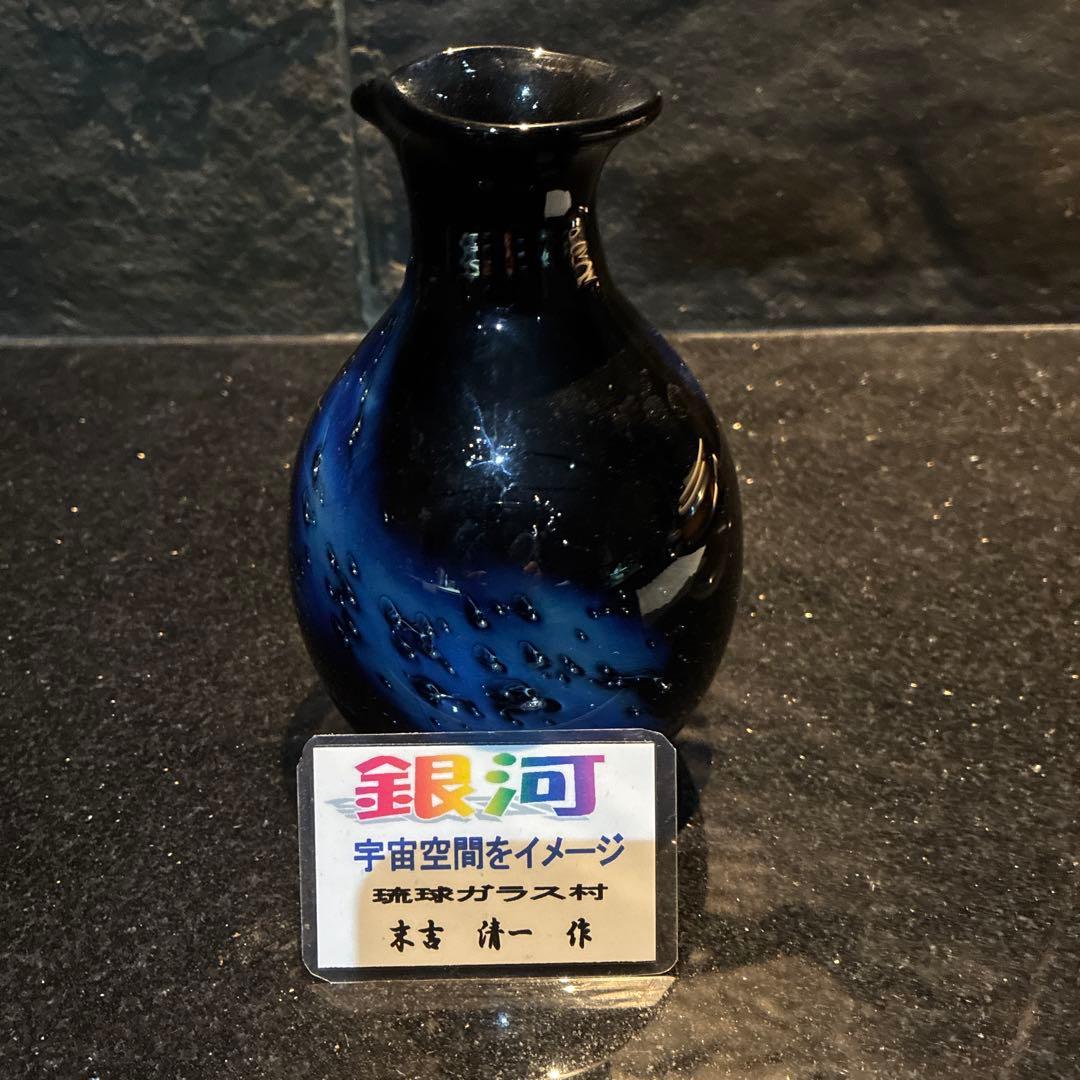 銀河
宇宙空間をイメージ
琉球ガラス村
末吉 清一 作